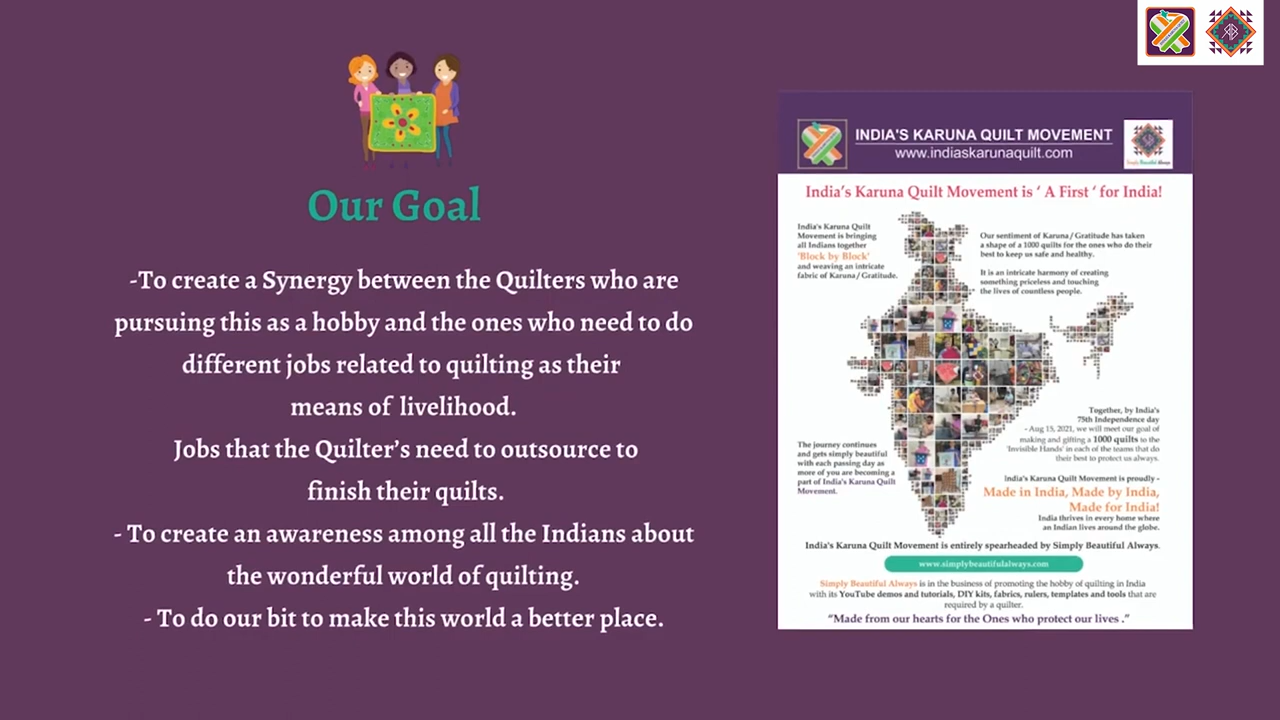 Our Goal
-To create a Synergy between the Quilters who are
pursuing this as a hobby and the ones who need to do
different jobs related to quilting as their
means of livelihood.
Jobs that the Quilter's need to outsource to
finish their quilts.
- To create an awareness among all the Indians about
the wonderful world of quilting.
- To do our bit to make this world a better place.
INDIA'S KARUNA QUILT MOVEMENT
www.indiaskarunaquilt.com
Simply Beautiful Always
India's Karuna Quilt Movement is ' A First ' for India!
India's Karuna Quilt
Movement is bringing
all Indians together
'Block by Block'
and weaving an intricate
fabric of Karuna/Gratitude.
Our sentiment of Karuna / Gratitude has taken
a shape of a 1000 quilts for the ones who do their
best to keep us safe and healthy.
It is an intricate harmony of creating
something priceless and touching
the lives of countless people.
Together, by India's
75th Independence day
- Aug 15, 2021, we will meet our goal of
making and gifting a 1000 quilts to the
'Invisible Hands' in each of the teams that do
their best to protect us always.
The journey continues
and gets simply beautiful
with each passing day as
more of you are becoming a
part of India's Karuna Quilt
Movement.
India's Karuna Quilt Movement is proudly -
Made in India, Made by India,
Made for India!
India thrives in every home where
an Indian lives around the globe.
India's Karuna Quilt Movement is entirely spearheaded by Simply Beautiful Always.
www.simplybeautifulalways.com
Simply Beautiful Always is in the business of promoting the hobby of quilting in India
with its YouTube demos and tutorials, DIY kits, fabrics, rulers, templates and tools that are
required by a quilter.
"Made from our hearts for the Ones who protect our lives ."